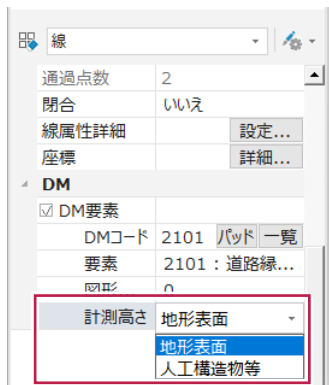 線
通過点数 2
閉合 いいえ
線属性詳細 設定...
座標 詳細...
DM
DM要素
DMコード 2101 パッド 一覧
要素 2101：道路縁...
図形 0
計測高さ 地形表面
地形表面
人工構造物等